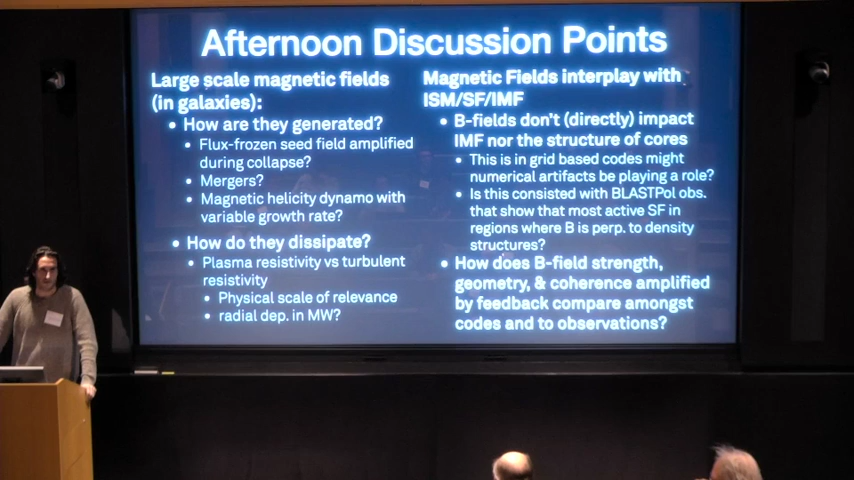 Afternoon Discussion Points
Large scale magnetic fields
(in galaxies):
• How are they generated?
• Flux-frozen seed field amplified
during collapse?
• Mergers?
• Magnetic helicity dynamo with
variable growth rate?
• How do they dissipate?
• Plasma resistivity vs turbulent
resistivity
• Physical scale of relevance
• radial dep. in MW?
Magnetic Fields interplay with
ISM/SF/IMF
• B-fields don't (directly) impact
IMF nor the structure of cores
• This is in grid based codes might
numerical artifacts be playing a role?
• Is this consisted with BLASTPol obs.
that show that most active SF in
regions where B is perp. to density
structures?
• How does B-field strength,
geometry, & coherence amplified
by feedback compare amongst
codes and to observations?